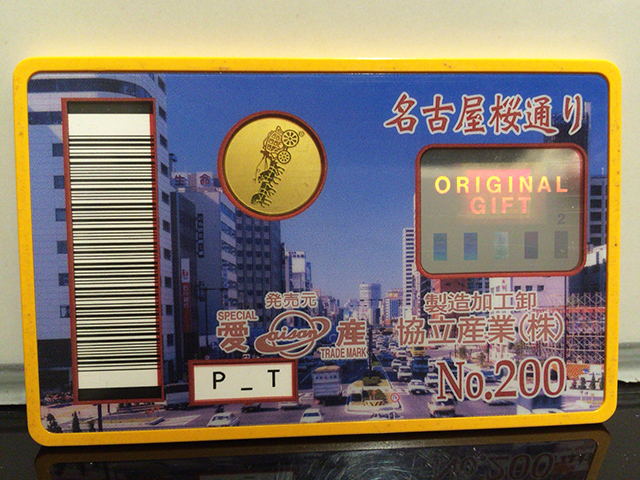 名古屋桜通り
ORIGINAL
GIFT
2
発売元
製造加工卸
SPECIAL
愛
産
TRADE MARK
協立産業(株)
P _ T
No.200